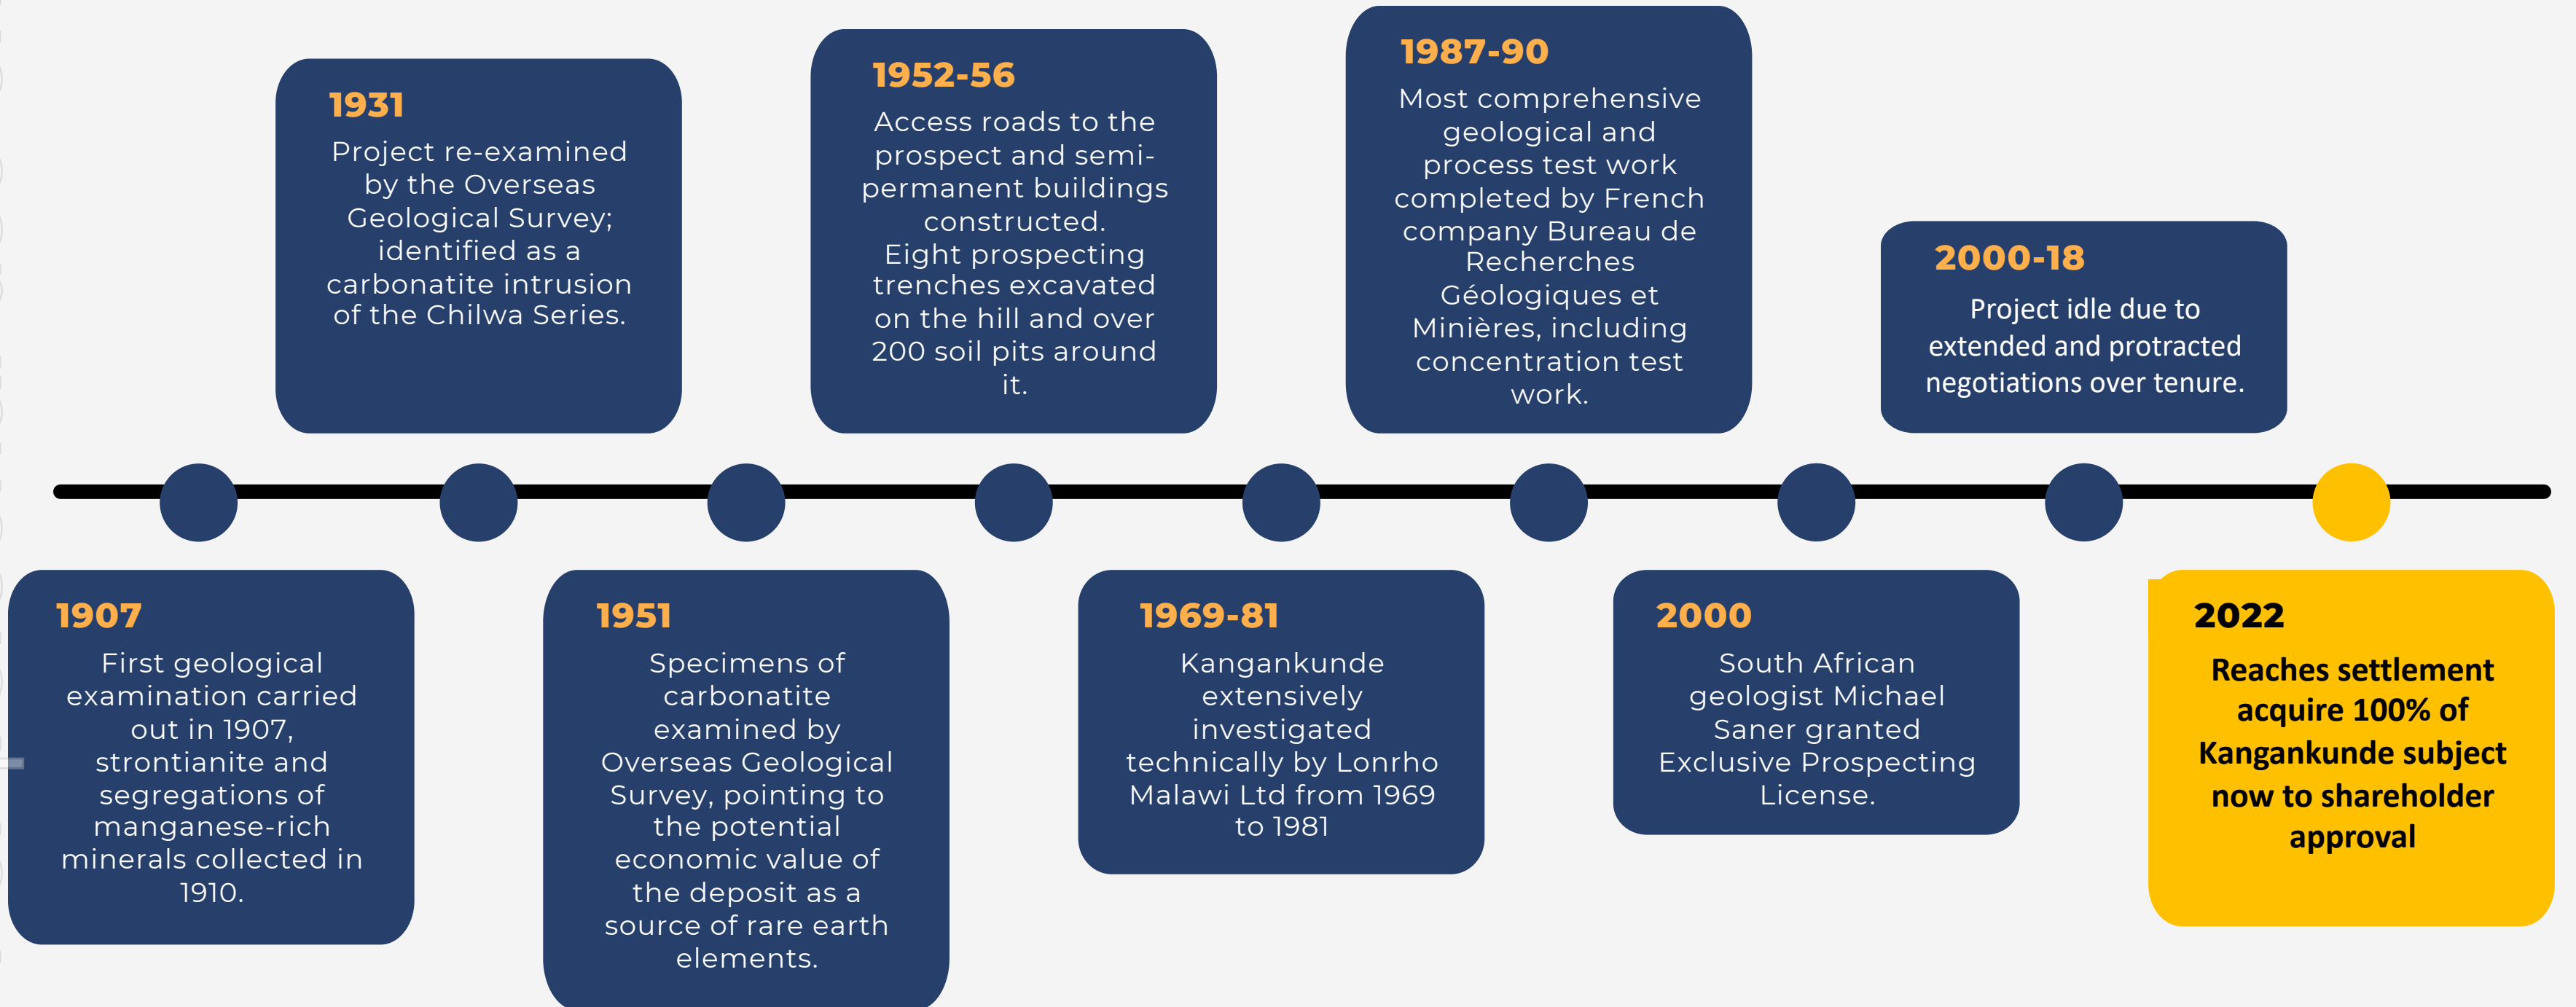 1907
First geological
examination carried
out in 1907,
strontianite and
segregations of
manganese-rich
minerals collected in
1910.
1931
Project re-examined
by the Overseas
Geological Survey;
identified as a
carbonatite intrusion
of the Chilwa Series.
1951
Specimens of
carbonatite
examined by
Overseas Geological
Survey, pointing to
the potential
economic value of
the deposit as a
source of rare earth
elements.
1952-56
Access roads to the
prospect and semi-
permanent buildings
constructed.
Eight prospecting
trenches excavated
on the hill and over
200 soil pits around
it.
1969-81
Kangankunde
extensively
investigated
technically by Lonrho
Malawi Ltd from 1969
to 1981
1987-90
Most comprehensive
geological and
process test work
completed by French
company Bureau de
Recherches
Géologiques et
Minières, including
concentration test
work.
2000
South African
geologist Michael
Saner granted
Exclusive Prospecting
License.
2000-18
Project idle due to
extended and protracted
negotiations over tenure.
2022
Reaches settlement
acquire 100% of
Kangankunde subject
now to shareholder
approval